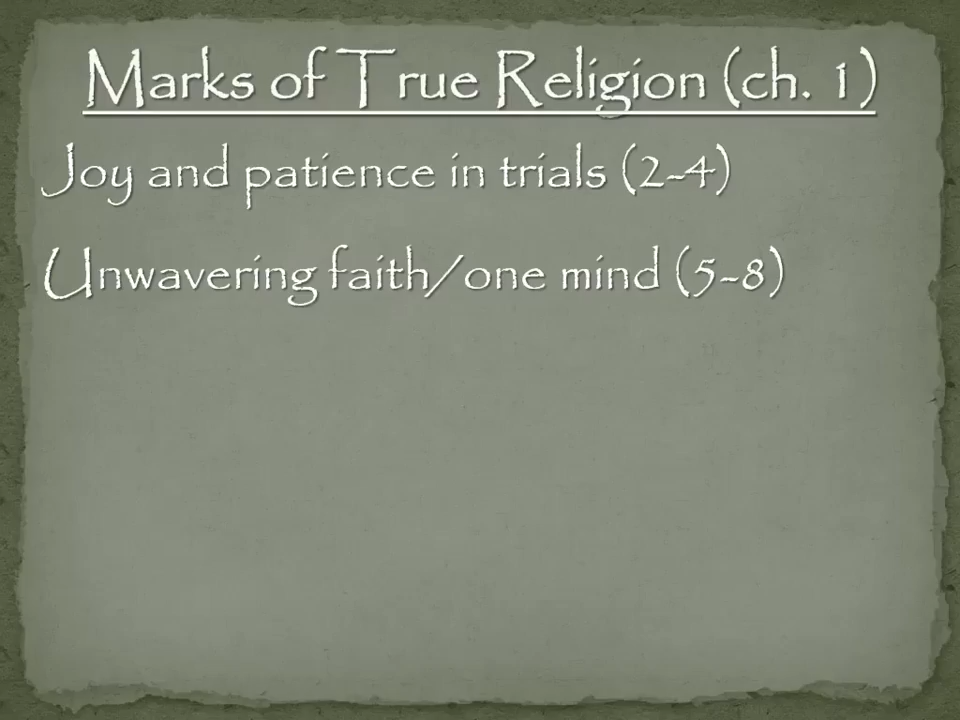 Marks of True Religion (ch. 1)
Joy and patience in trials (2-4)
Unwavering faith/one mind (5-8)